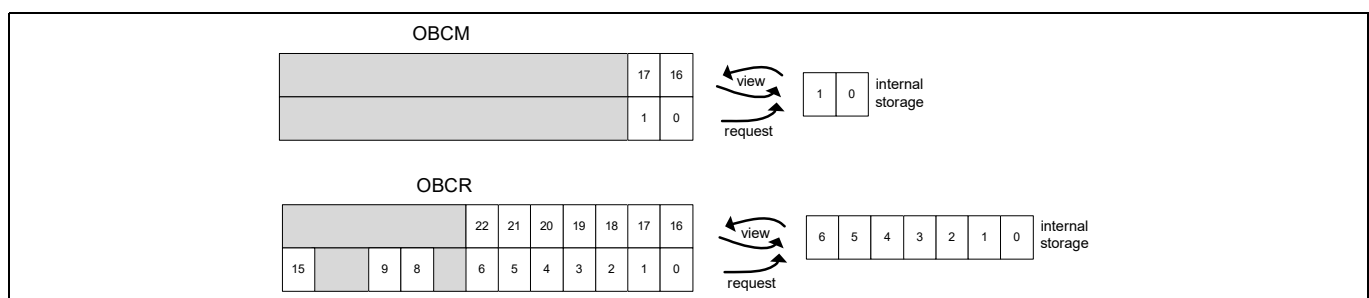 OBCM
17 16
view
1 0
internal
storage
1 0
request
OBCR
22 21 20 19 18 17 16
view
6 5 4 3 2 1 0
internal
storage
15 9 8 6 5 4 3 2 1 0
request